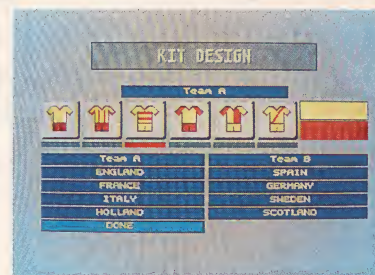 KIT DESIGN
Team A
Team A Team B
ENGLAND SPAIN
FRANCE GERMANY
ITALY SWEDEN
HOLLAND SCOTLAND
DONE